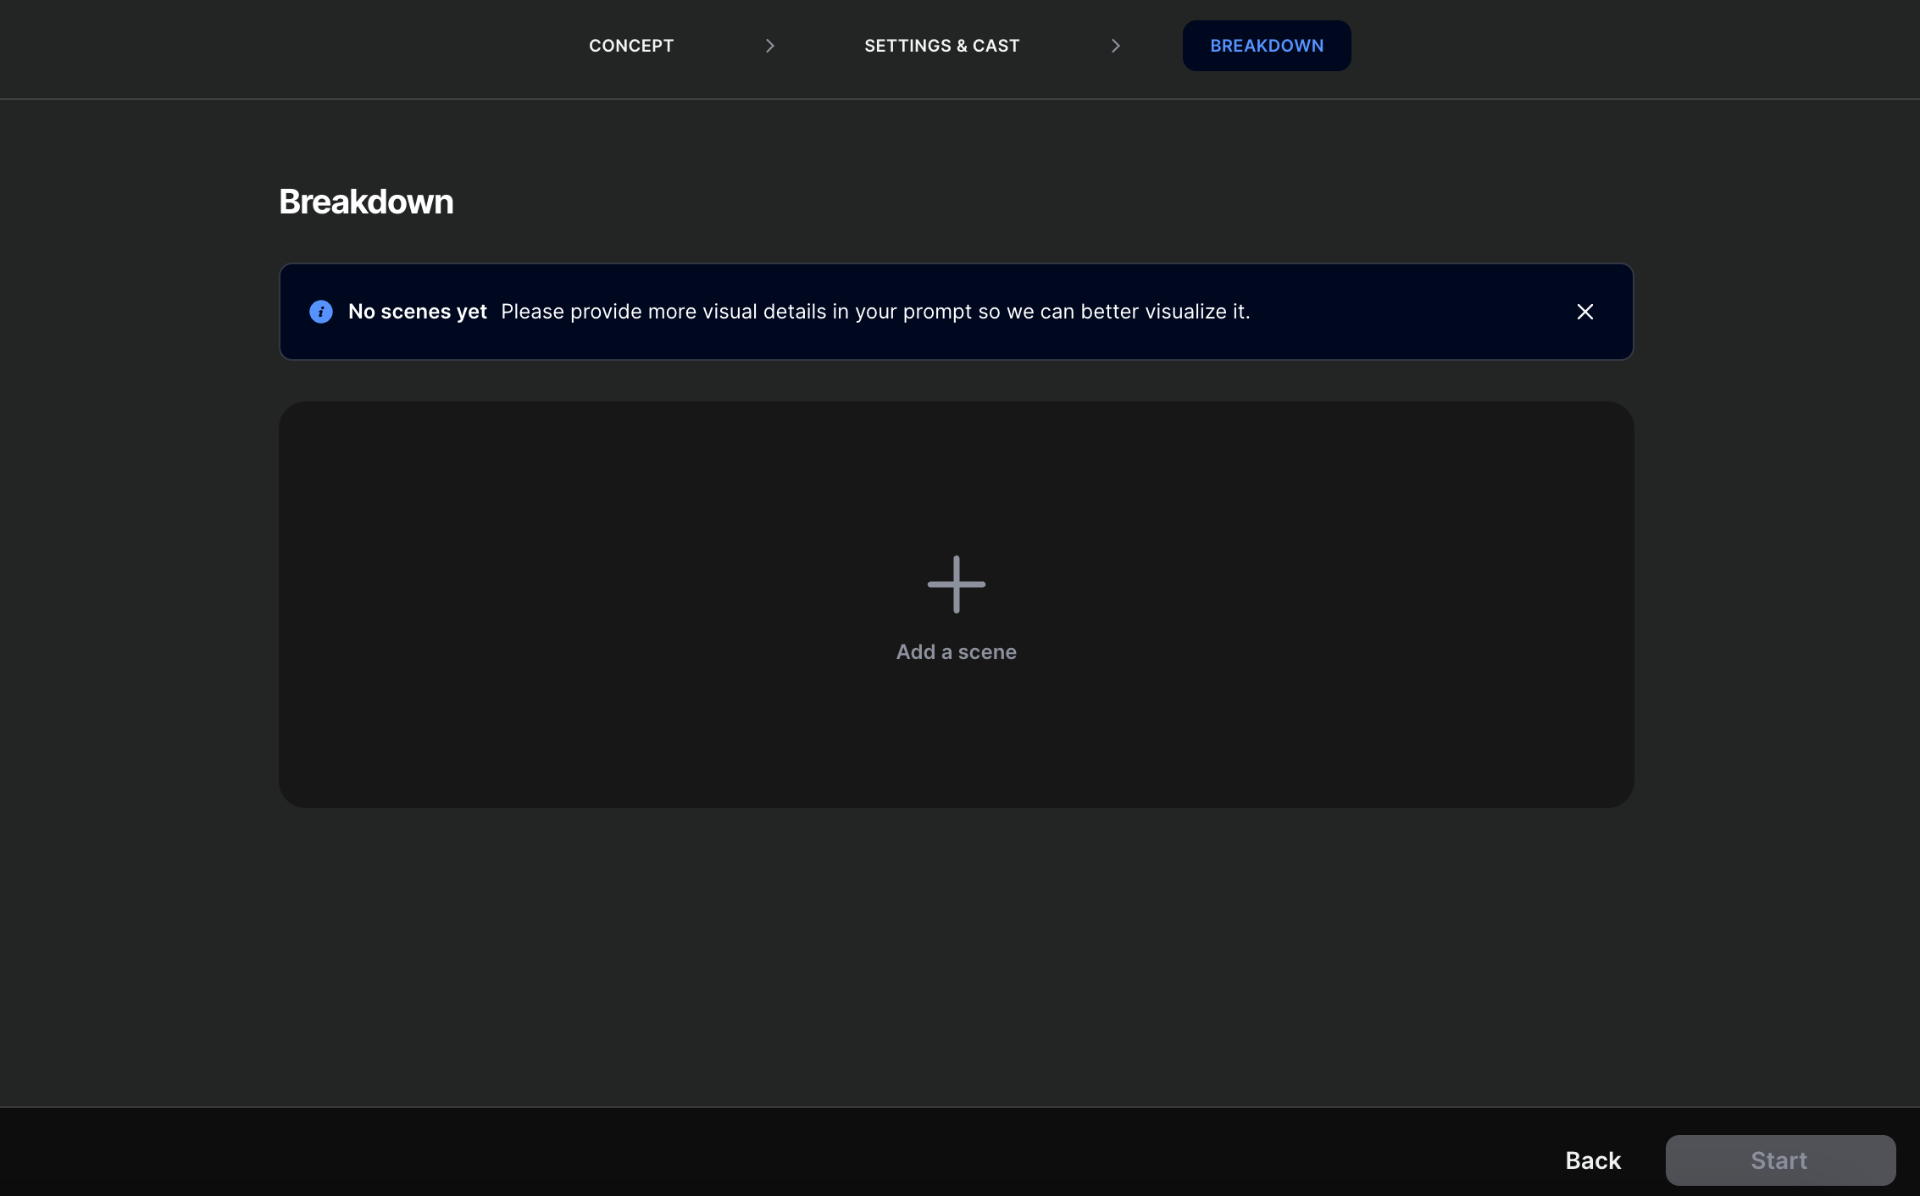 CONCEPT
SETTINGS & CAST
BREAKDOWN
Breakdown
No scenes yet Please provide more visual details in your prompt so we can better visualize it.
Add a scene
Back
Start